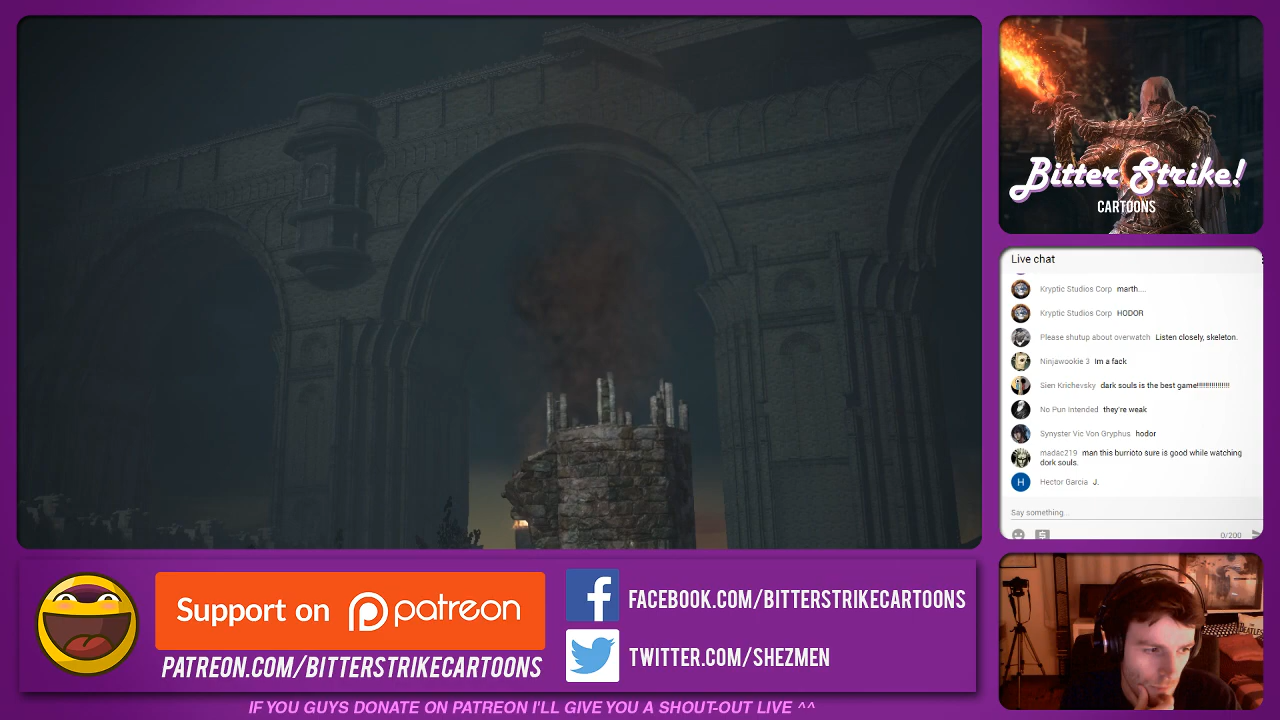 Bitter Strike!
CARTOONS
Live chat
Kryptic Studios Corp marth....
Kryptic Studios Corp HODOR
Please shutup about overwatch Listen closely, skeleton.
Ninjawookie 3 Im a fack
Sien Krichevsky dark souls is the best game!!!!!!!!!!!!!!!!
No Pun Intended they're weak
Synyster Vic Von Gryphus hodor
madac219 man this burrioto sure is good while watching
dork souls.
H Hector Garcia J.
Say something...
0/200
Support on patreon
PATREON.COM/BITTERSTRIKECARTOONS
FACEBOOK.COM/BITTERSTRIKECARTOONS
TWITTER.COM/SHEZMEN
IF YOU GUYS DONATE ON PATREON I'LL GIVE YOU A SHOUT-OUT LIVE ^^